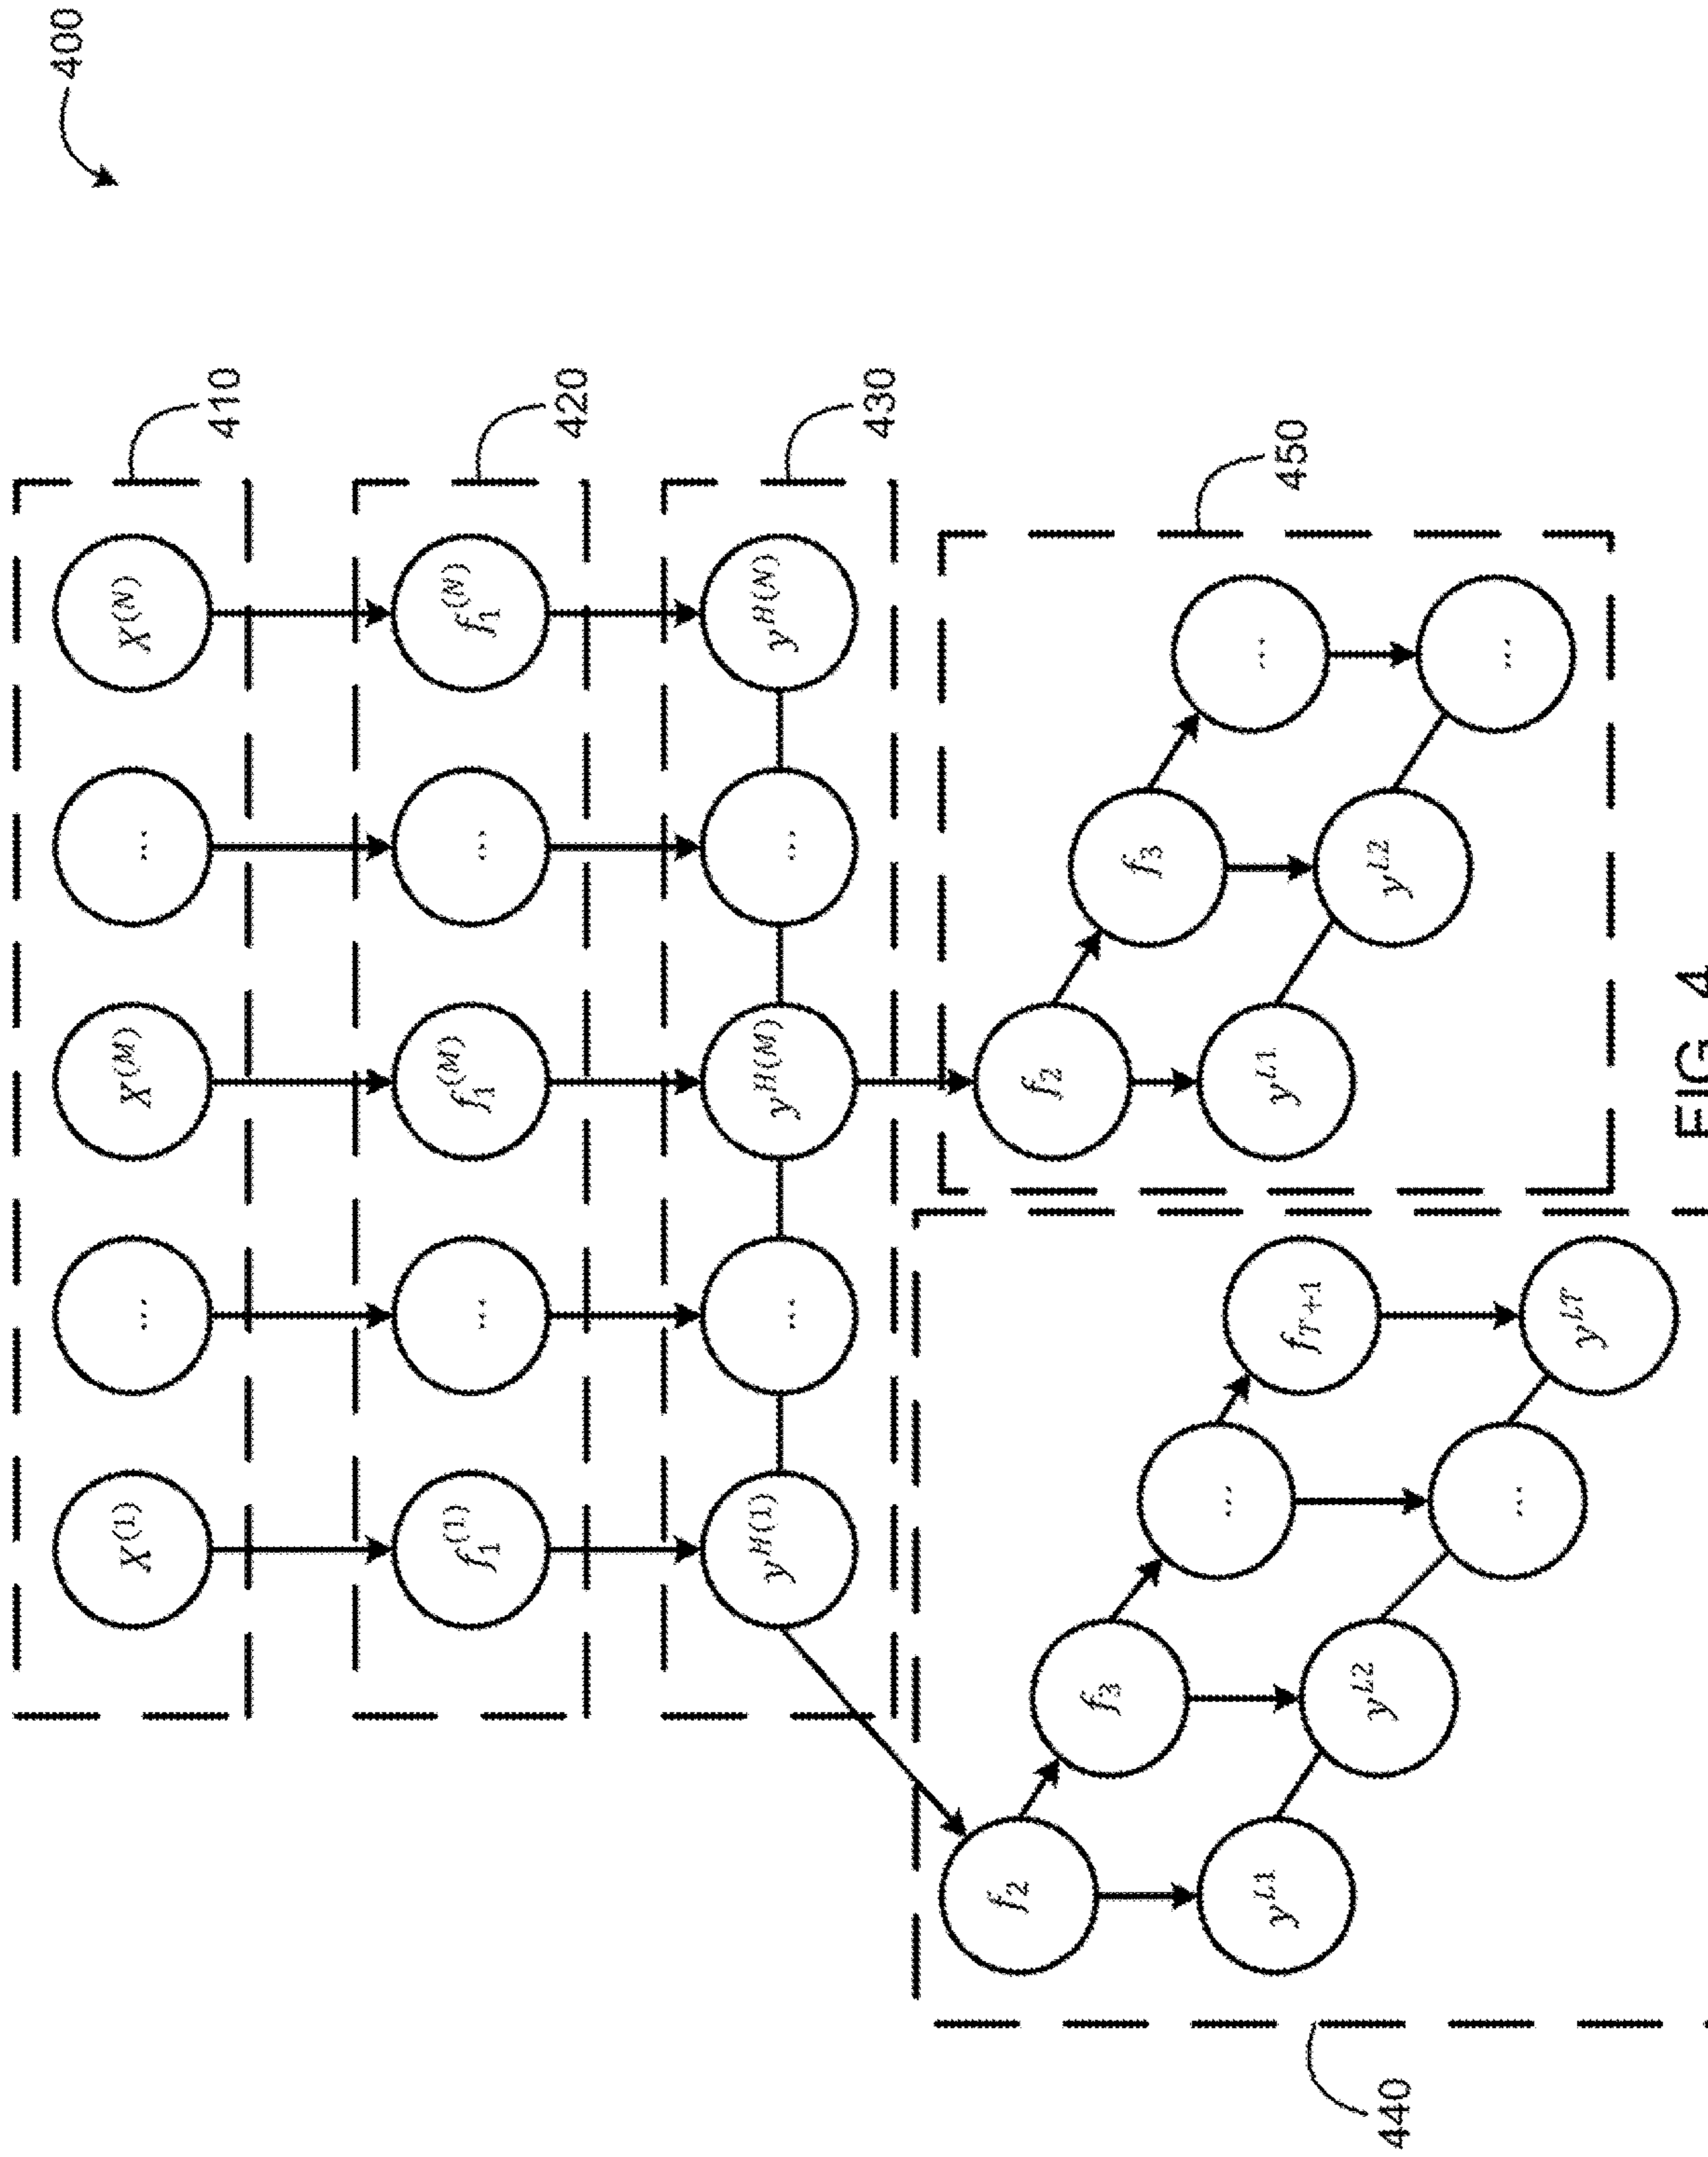 400
410
X^(1) ... X^(M) ... X^(N)
420
f_1^(1) ... f_1^(M) ... f_1^(N)
430
y^H(1) ... y^H(M) ... y^H(N)
440
f_2 f_3 ... f_T+1
y^L1 y^L2 ... y^LT
450
f_2 f_3 ...
y^L1 y^L2 ...
FIG. 4